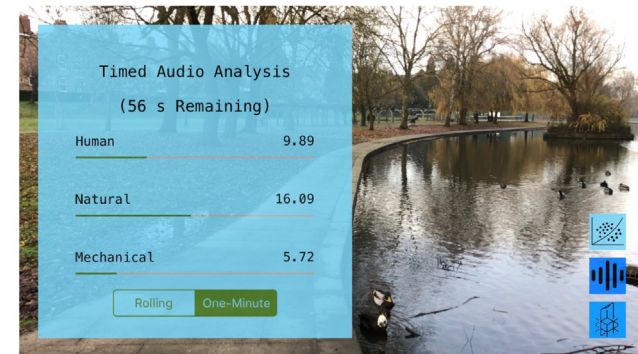 Timed Audio Analysis
(56 s Remaining)
Human 9.89
Natural 16.09
Mechanical 5.72
Rolling One-Minute